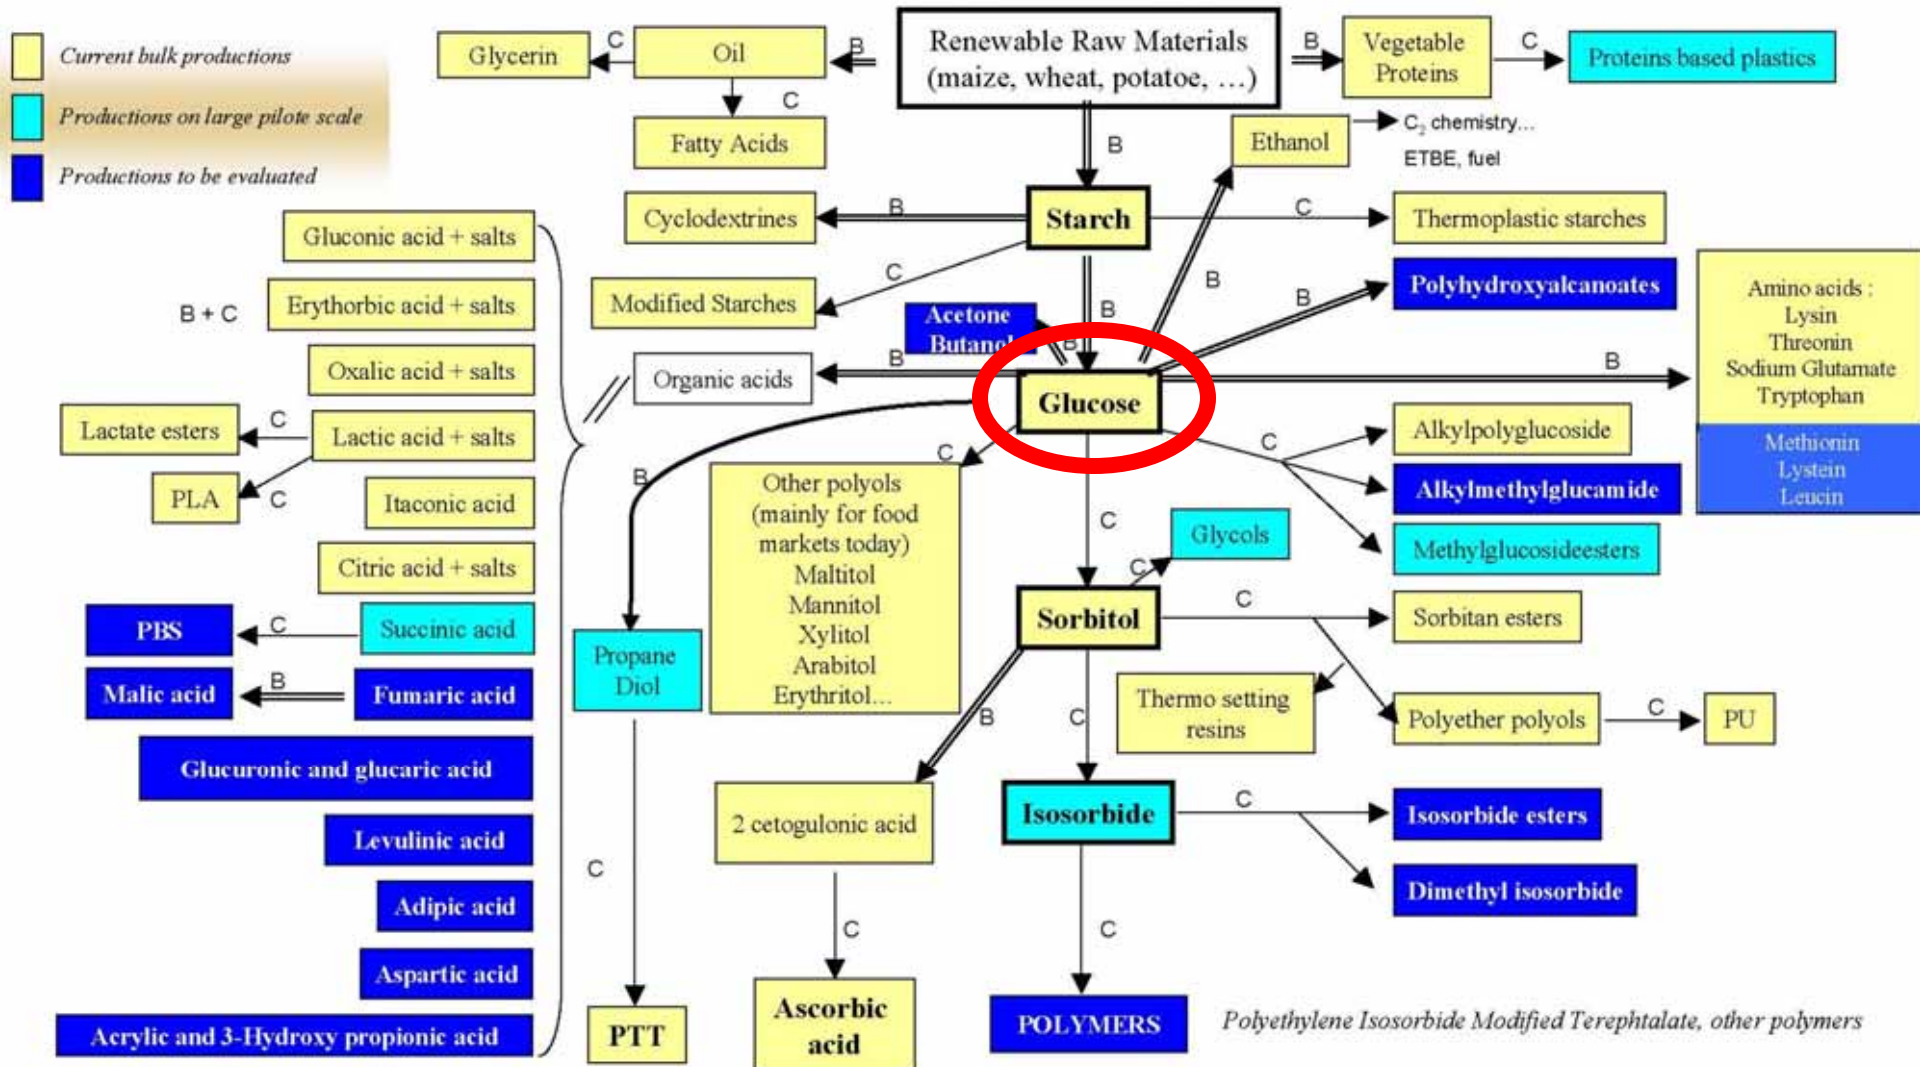 Current bulk productions
Productions on large pilote scale
Productions to be evaluated
Glycerin
C
Oil
B
Renewable Raw Materials
(maize, wheat, potatoe, …)
B
Vegetable
Proteins
C
Proteins based plastics
C
Fatty Acids
B
Ethanol
C₂ chemistry...
ETBE, fuel
Cyclodextrines
B
Starch
C
Thermoplastic starches
C
Modified Starches
B
B
Acetone
Butanol
B
B
Polyhydroxyalcanoates
Organic acids
B
Glucose
B
Amino acids :
Lysin
Threonin
Sodium Glutamate
Tryptophan
Methionin
Lystein
Leucin
Gluconic acid + salts
B + C
Erythorbic acid + salts
Oxalic acid + salts
Lactate esters
C
Lactic acid + salts
PLA
C
Itaconic acid
Citric acid + salts
PBS
C
Succinic acid
Malic acid
B
Fumaric acid
Glucuronic and glucaric acid
Levulinic acid
Adipic acid
Aspartic acid
Acrylic and 3-Hydroxy propionic acid
B
Propane
Diol
C
PTT
C
Other polyols
(mainly for food
markets today)
Maltitol
Mannitol
Xylitol
Arabitol
Erythritol...
C
Alkylpolyglucoside
Alkylmethylglucamide
Methylglucosideesters
C
Glycols
C
Sorbitol
C
Sorbitan esters
Thermo setting
resins
Polyether polyols
C
PU
B
C
2 cetogulonic acid
C
Ascorbic
acid
Isosorbide
C
Isosorbide esters
Dimethyl isosorbide
C
POLYMERS
Polyethylene Isosorbide Modified Terephtalate, other polymers